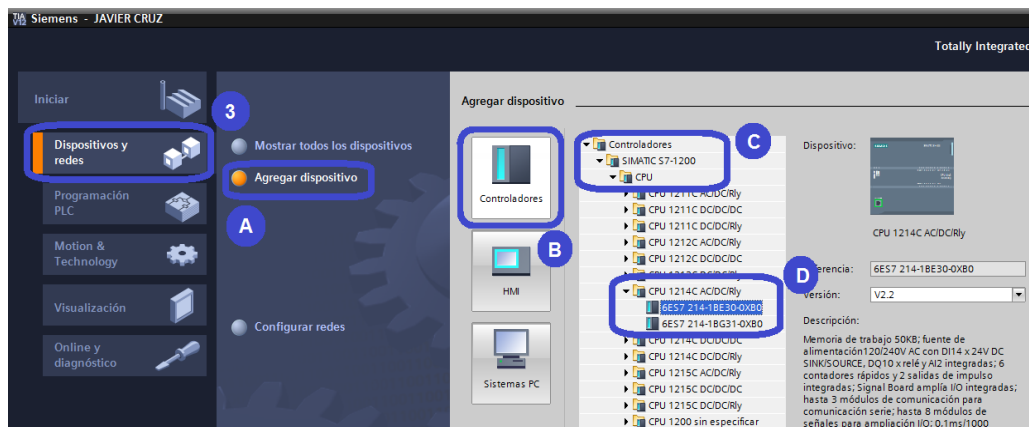 Siemens - JAVIER CRUZ
Totally Integrated
Iniciar
Dispositivos y
redes
Programación
PLC
Motion &
Technology
Visualización
Online y
diagnóstico
3
Mostrar todos los dispositivos
Agregar dispositivo
A
Configurar redes
Agregar dispositivo
Controladores
B
HMI
Sistemas PC
Controladores
SIMATIC S7-1200
CPU
C
CPU 1211C AC/DC/Rly
CPU 1211C DC/DC/DC
CPU 1211C DC/DC/Rly
CPU 1212C AC/DC/Rly
CPU 1212C DC/DC/DC
CPU 1214C AC/DC/Rly
6ES7 214-1BE30-0XB0
6ES7 214-1BG31-0XB0
CPU 1214C DC/DC/DC
CPU 1214C DC/DC/Rly
CPU 1215C AC/DC/Rly
CPU 1215C DC/DC/DC
CPU 1215C DC/DC/Rly
CPU 1200 sin especificar
D
Dispositivo:
CPU 1214C AC/DC/Rly
erencia:
6ES7 214-1BE30-0XB0
Versión:
V2.2
Descripción:
Memoria de trabajo 50KB; fuente de
alimentación120/240V AC con DI14 x 24V DC
SINK/SOURCE, DQ10 x relé y AI2 integradas; 6
contadores rápidos y 2 salidas de impulso
integradas; Signal Board amplía I/O integradas;
hasta 3 módulos de comunicación para
comunicación serie; hasta 8 módulos de
señales para ampliación I/O; 0,1ms/1000